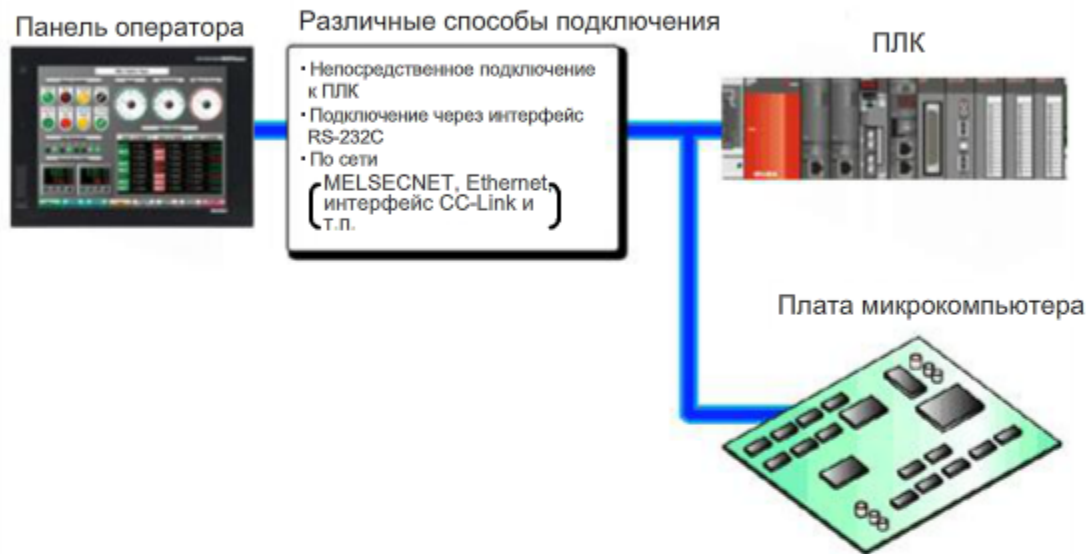 Панель оператора
Различные способы подключения
ПЛК
・Непосредственное подключение
к ПЛК
・Подключение через интерфейс
RS-232C
・По сети
MELSECNET, Ethernet,
интерфейс CC-Link и
т.п.
Плата микрокомпьютера